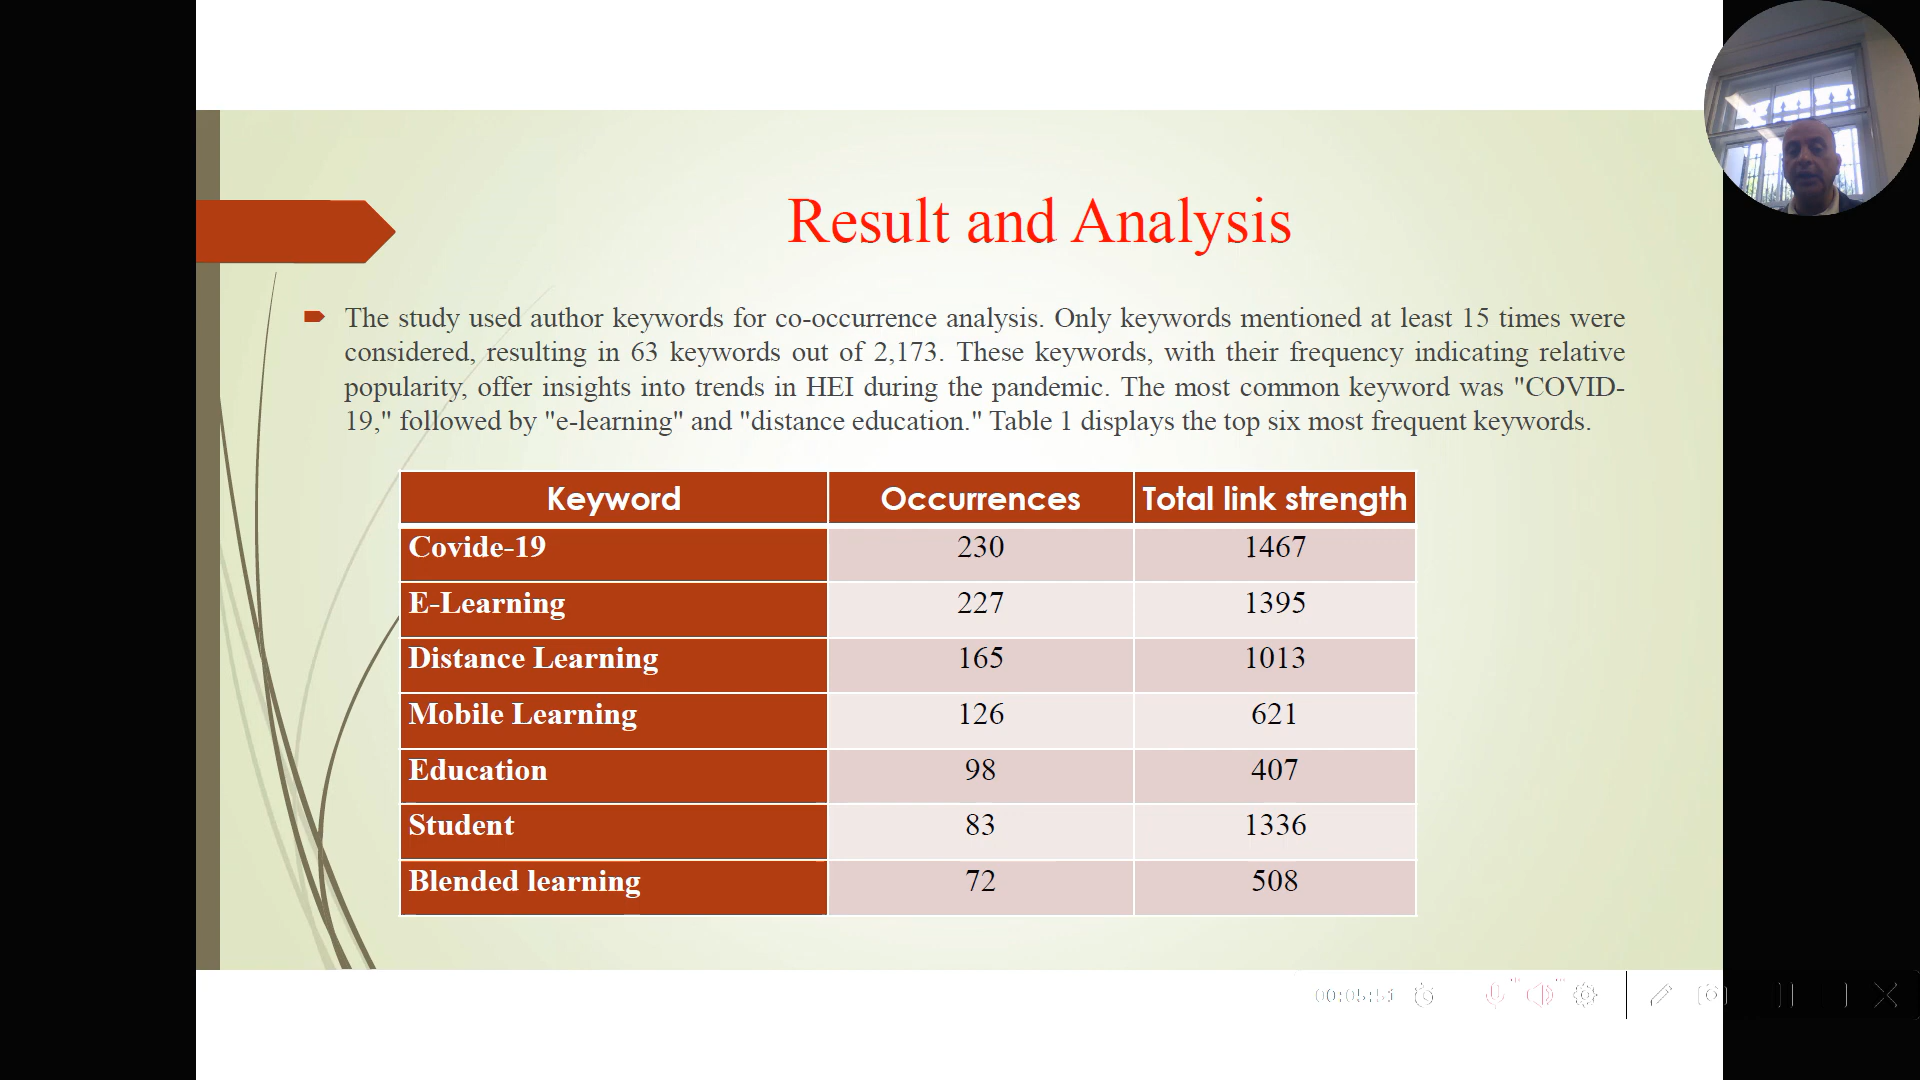 Result and Analysis
The study used author keywords for co-occurrence analysis. Only keywords mentioned at least 15 times were
considered, resulting in 63 keywords out of 2,173. These keywords, with their frequency indicating relative
popularity, offer insights into trends in HEI during the pandemic. The most common keyword was "COVID-
19," followed by "e-learning" and "distance education." Table 1 displays the top six most frequent keywords.
Keyword Occurrences Total link strength
Covide-19 230 1467
E-Learning 227 1395
Distance Learning 165 1013
Mobile Learning 126 621
Education 98 407
Student 83 1336
Blended learning 72 508
00:05:51